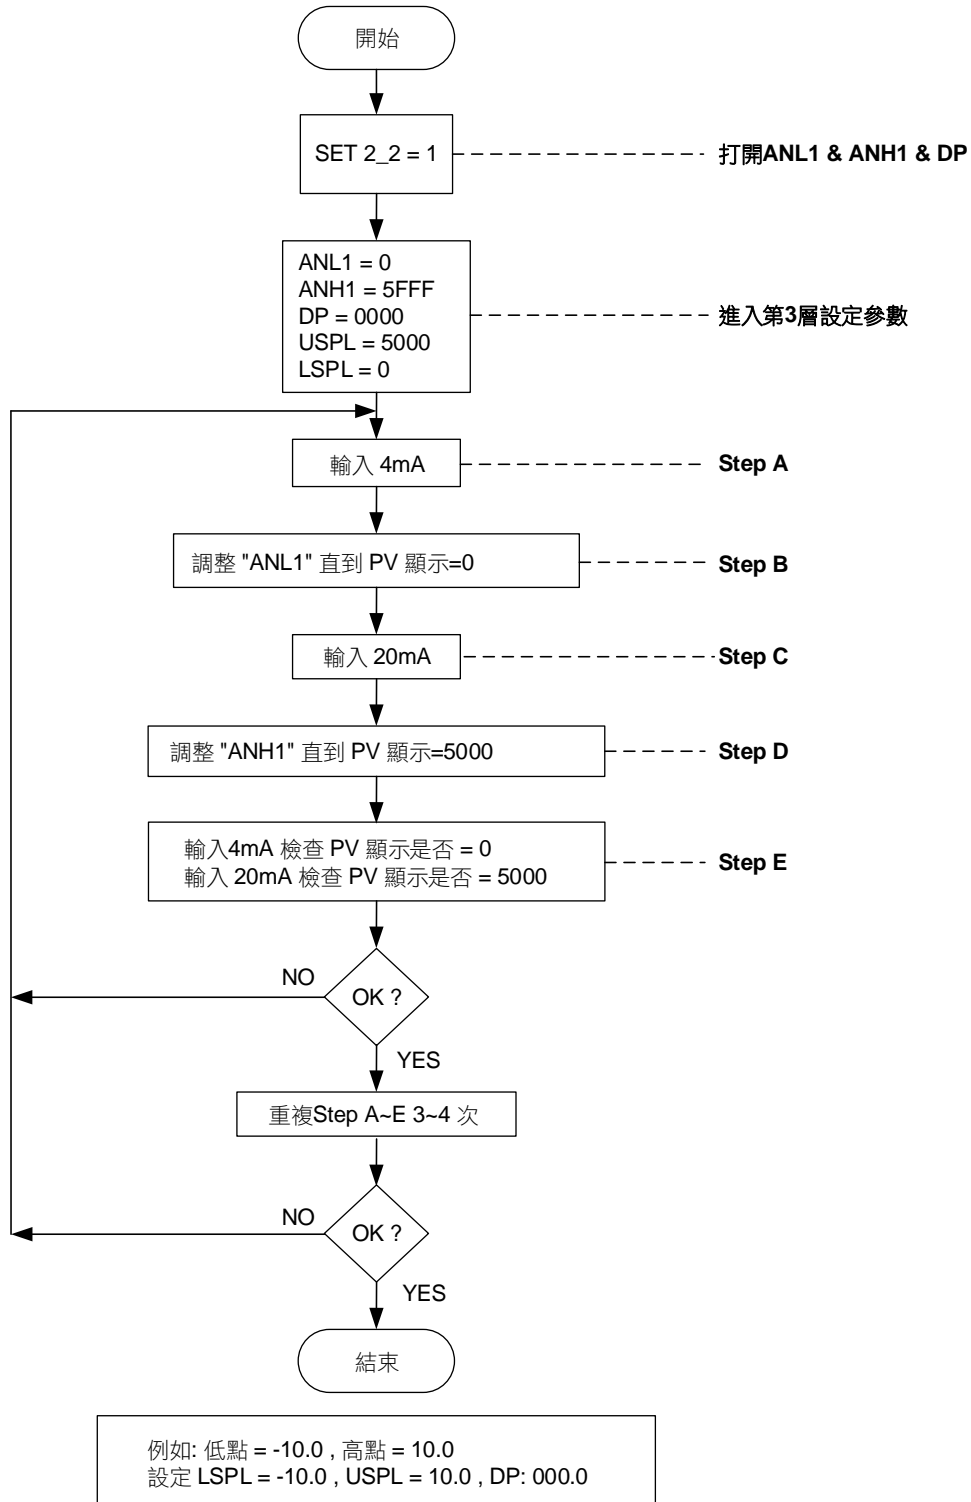 開始
SET 2_2 = 1
打開ANL1 & ANH1 & DP
ANL1 = 0
ANH1 = 5FFF
DP = 0000
USPL = 5000
LSPL = 0
進入第3層設定參數
輸入 4mA
Step A
調整 "ANL1" 直到 PV 顯示=0
Step B
輸入 20mA
Step C
調整 "ANH1" 直到 PV 顯示=5000
Step D
輸入4mA 檢查 PV 顯示是否 = 0
輸入 20mA 檢查 PV 顯示是否 = 5000
Step E
NO
OK ?
YES
重複Step A~E 3~4 次
NO
OK ?
YES
結束
例如: 低點 = -10.0 , 高點 = 10.0
設定 LSPL = -10.0 , USPL = 10.0 , DP: 000.0